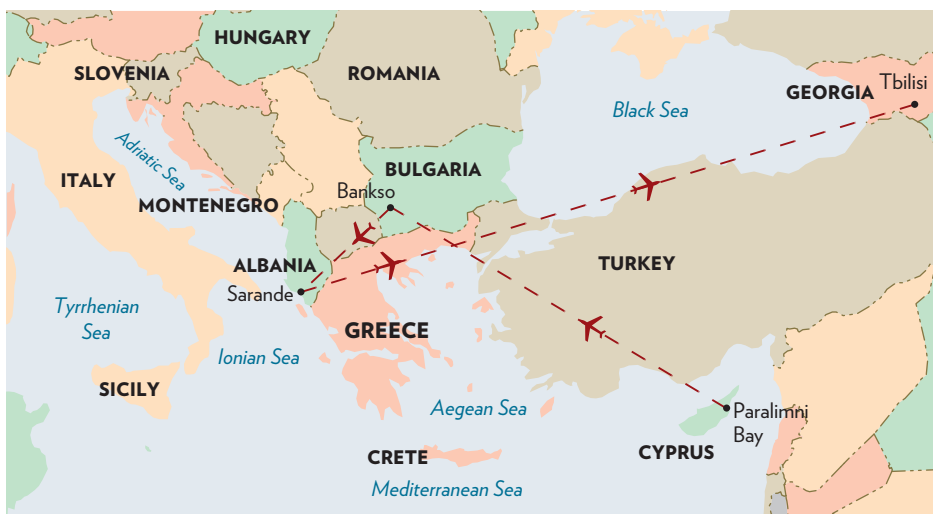 HUNGARY
SLOVENIA
ROMANIA
Tbilisi
GEORGIA
Black Sea
Adriatic Sea
BULGARIA
ITALY
Bankso
MONTENEGRO
ALBANIA
TURKEY
Sarande
Tyrrhenian
Sea
GREECE
Ionian Sea
SICILY
Aegean Sea
Paralimni
Bay
CYPRUS
CRETE
Mediterranean Sea